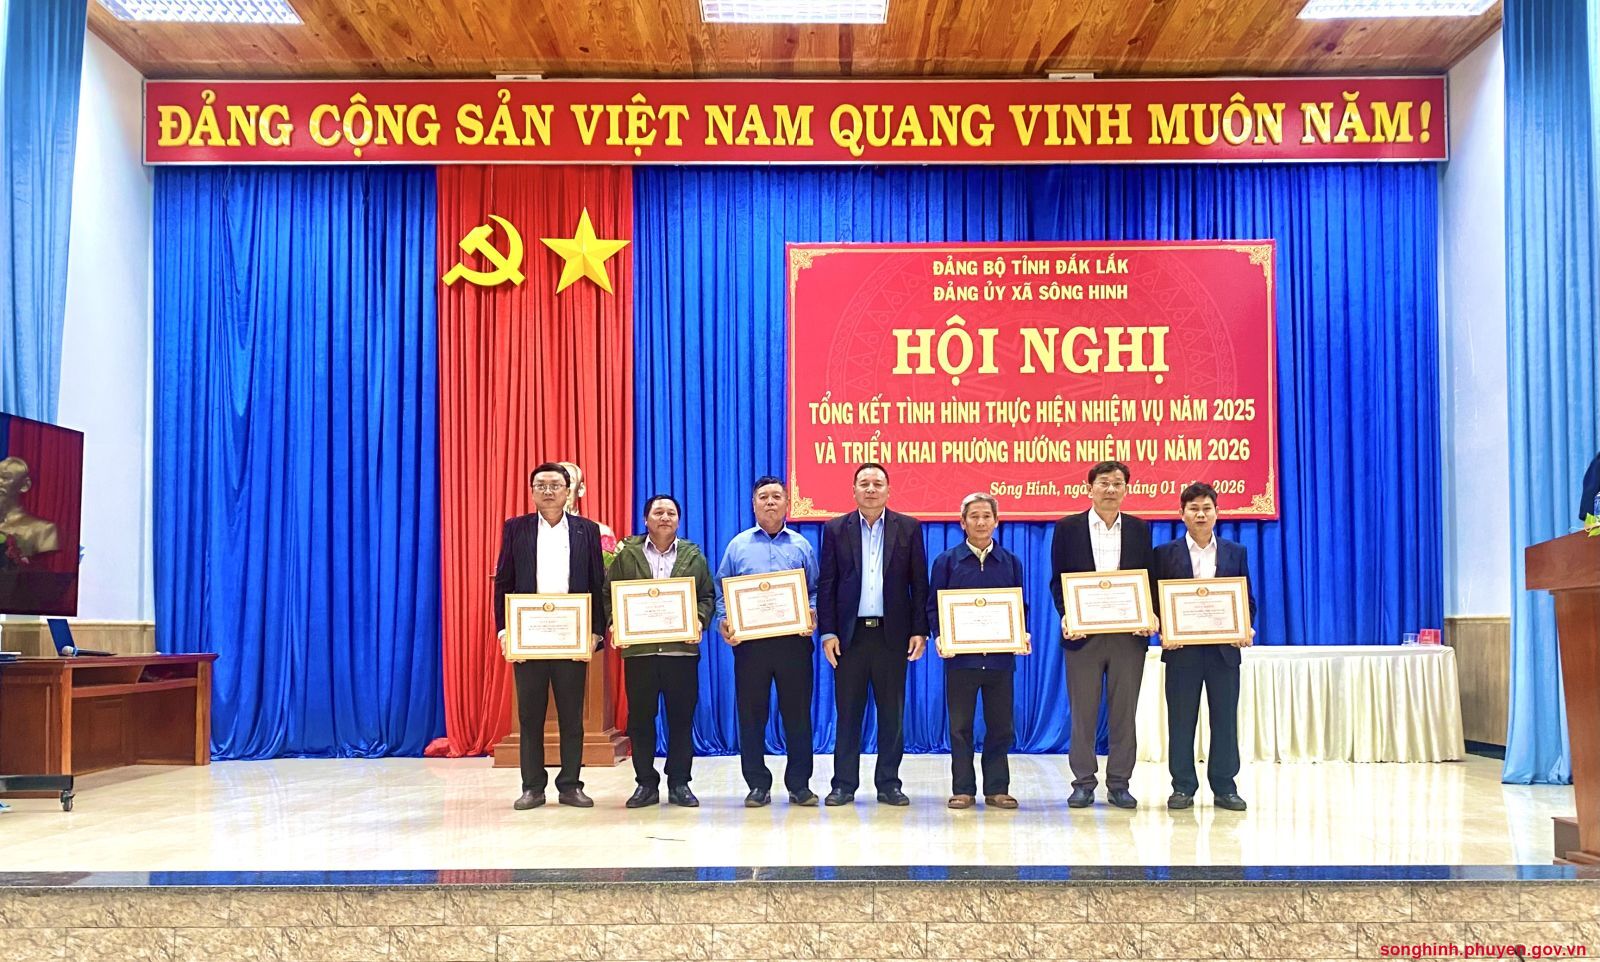 ĐẢNG CỘNG SẢN VIỆT NAM QUANG VINH MUÔN NĂM!
ĐẢNG BỘ TỈNH ĐẮK LẮK
ĐẢNG ỦY XÃ SÔNG HINH
HỘI NGHỊ
TỔNG KẾT TÌNH HÌNH THỰC HIỆN NHIỆM VỤ NĂM 2025
VÀ TRIỂN KHAI PHƯƠNG HƯỚNG NHIỆM VỤ NĂM 2026
Sông Hinh, 01 2026
songhinh.phuyen.gov.vn